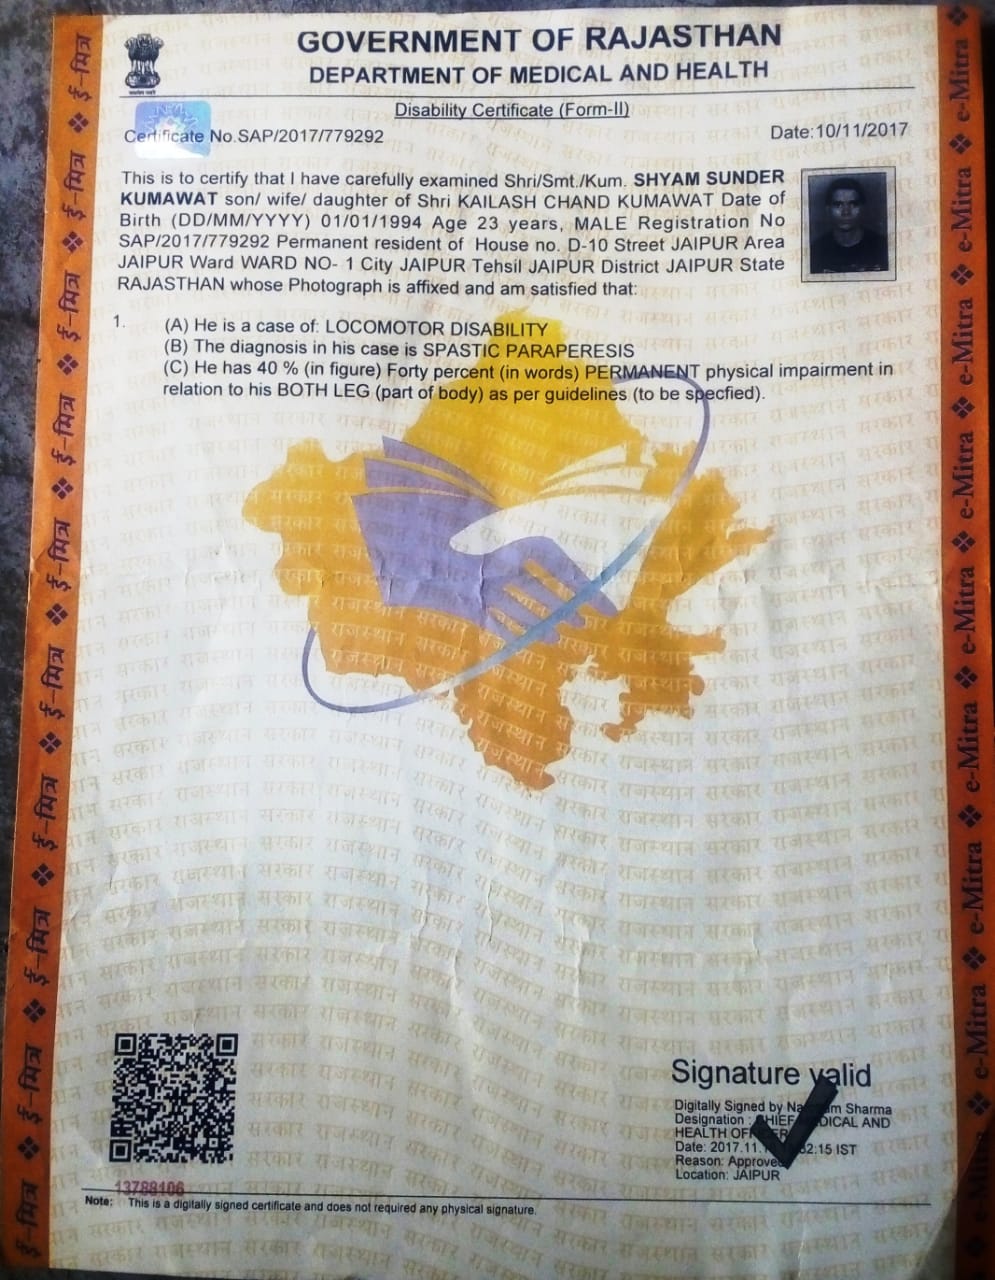 GOVERNMENT OF RAJASTHAN
DEPARTMENT OF MEDICAL AND HEALTH
Disability Certificate (Form-II)
Certificate No.SAP/2017/779292
Date:10/11/2017
This is to certify that I have carefully examined Shri/Smt./Kum. SHYAM SUNDER
KUMAWAT son/ wife/ daughter of Shri KAILASH CHAND KUMAWAT Date of
Birth (DD/MM/YYYY) 01/01/1994 Age 23 years, MALE Registration No
SAP/2017/779292 Permanent resident of House no. D-10 Street JAIPUR Area
JAIPUR Ward WARD NO- 1 City JAIPUR Tehsil JAIPUR District JAIPUR State
RAJASTHAN whose Photograph is affixed and am satisfied that:
1. (A) He is a case of: LOCOMOTOR DISABILITY
(B) The diagnosis in his case is SPASTIC PARAPERESIS
(C) He has 40 % (in figure) Forty percent (in words) PERMANENT physical impairment in
relation to his BOTH LEG (part of body) as per guidelines (to be specfied).
Signature valid
Digitally Signed by Sharma
Designation : CHIEF MEDICAL AND
HEALTH OFFICER
Date: 2017.11. :15 IST
Reason: Approved
Location: JAIPUR
13788106
Note: This is a digitally signed certificate and does not required any physical signature.
ई-मित्र
e-Mitra
राजस्थान सरकार